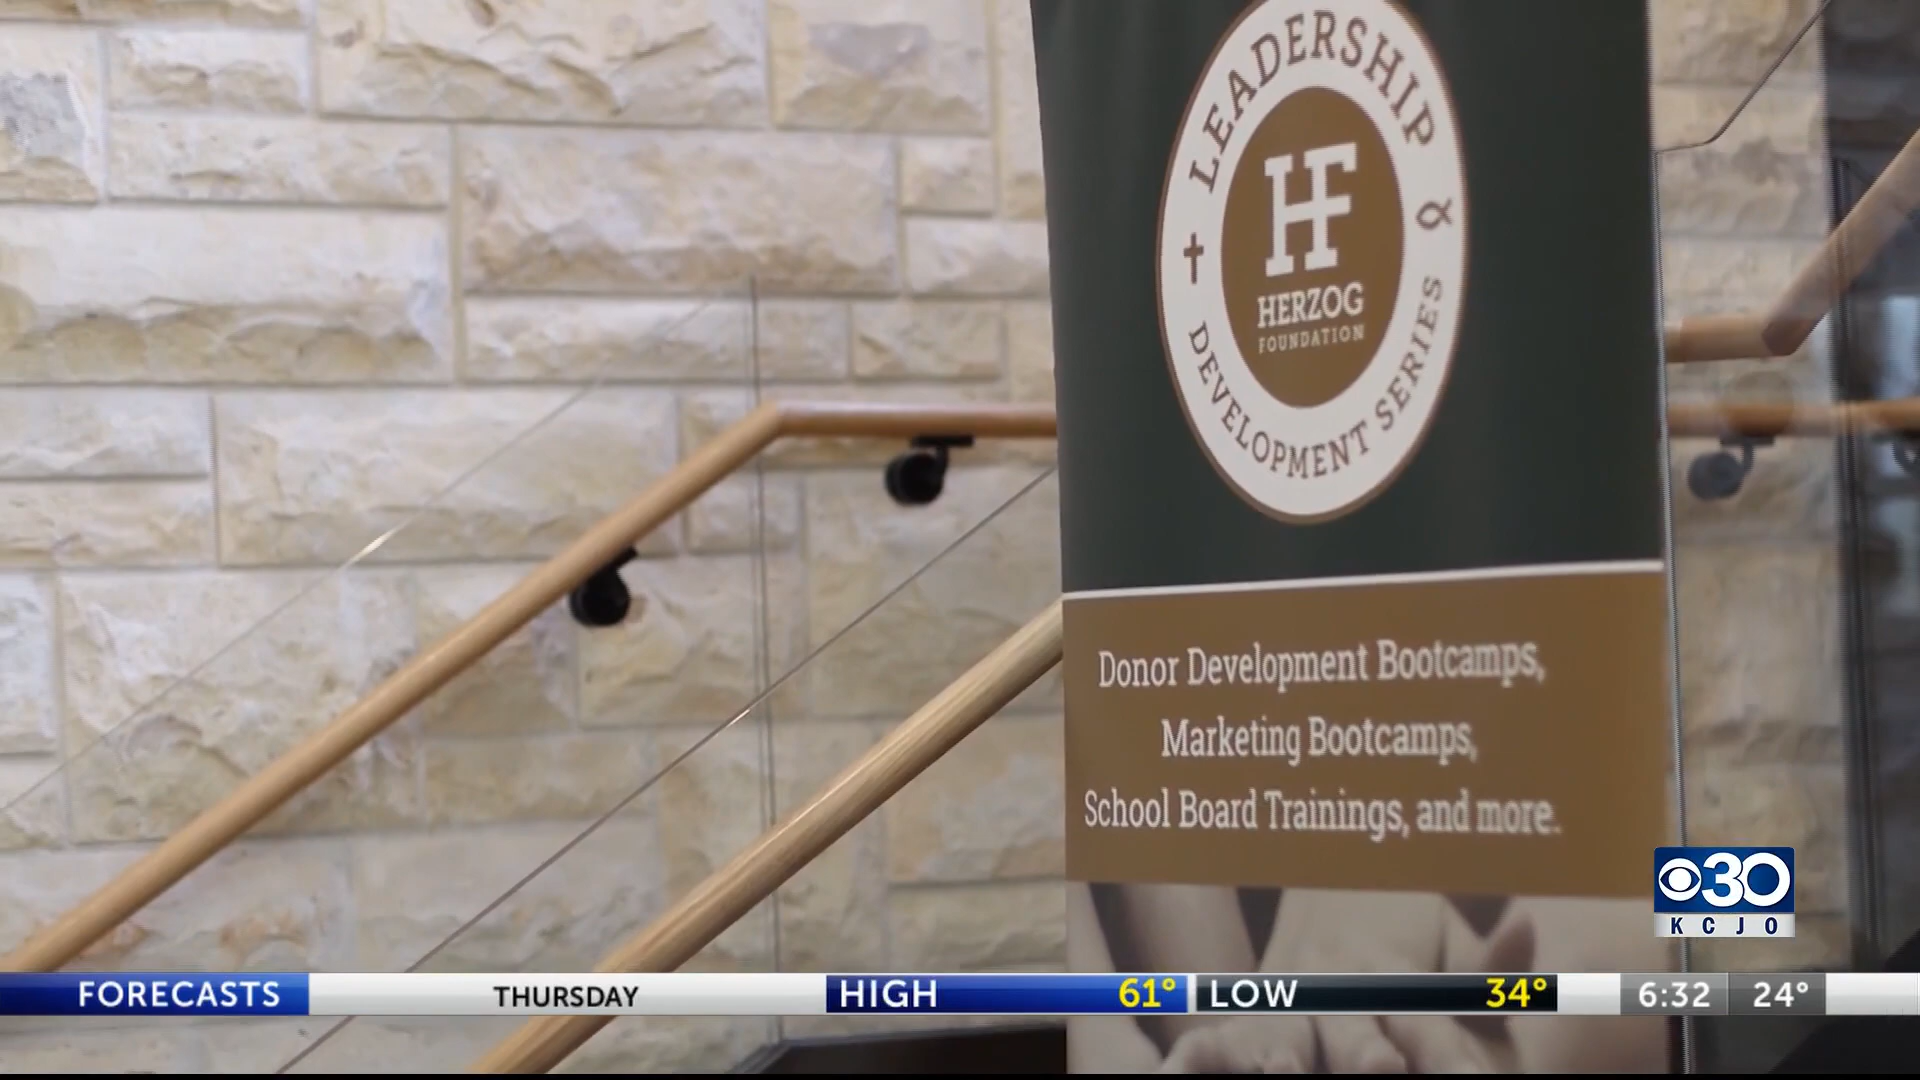 LEADERSHIP
DEVELOPMENT SERIES
HF
HERZOG
FOUNDATION
Donor Development Bootcamps,
Marketing Bootcamps,
School Board Trainings, and more.
30
KCJO
FORECASTS THURSDAY HIGH 61° LOW 34° 6:32 24°